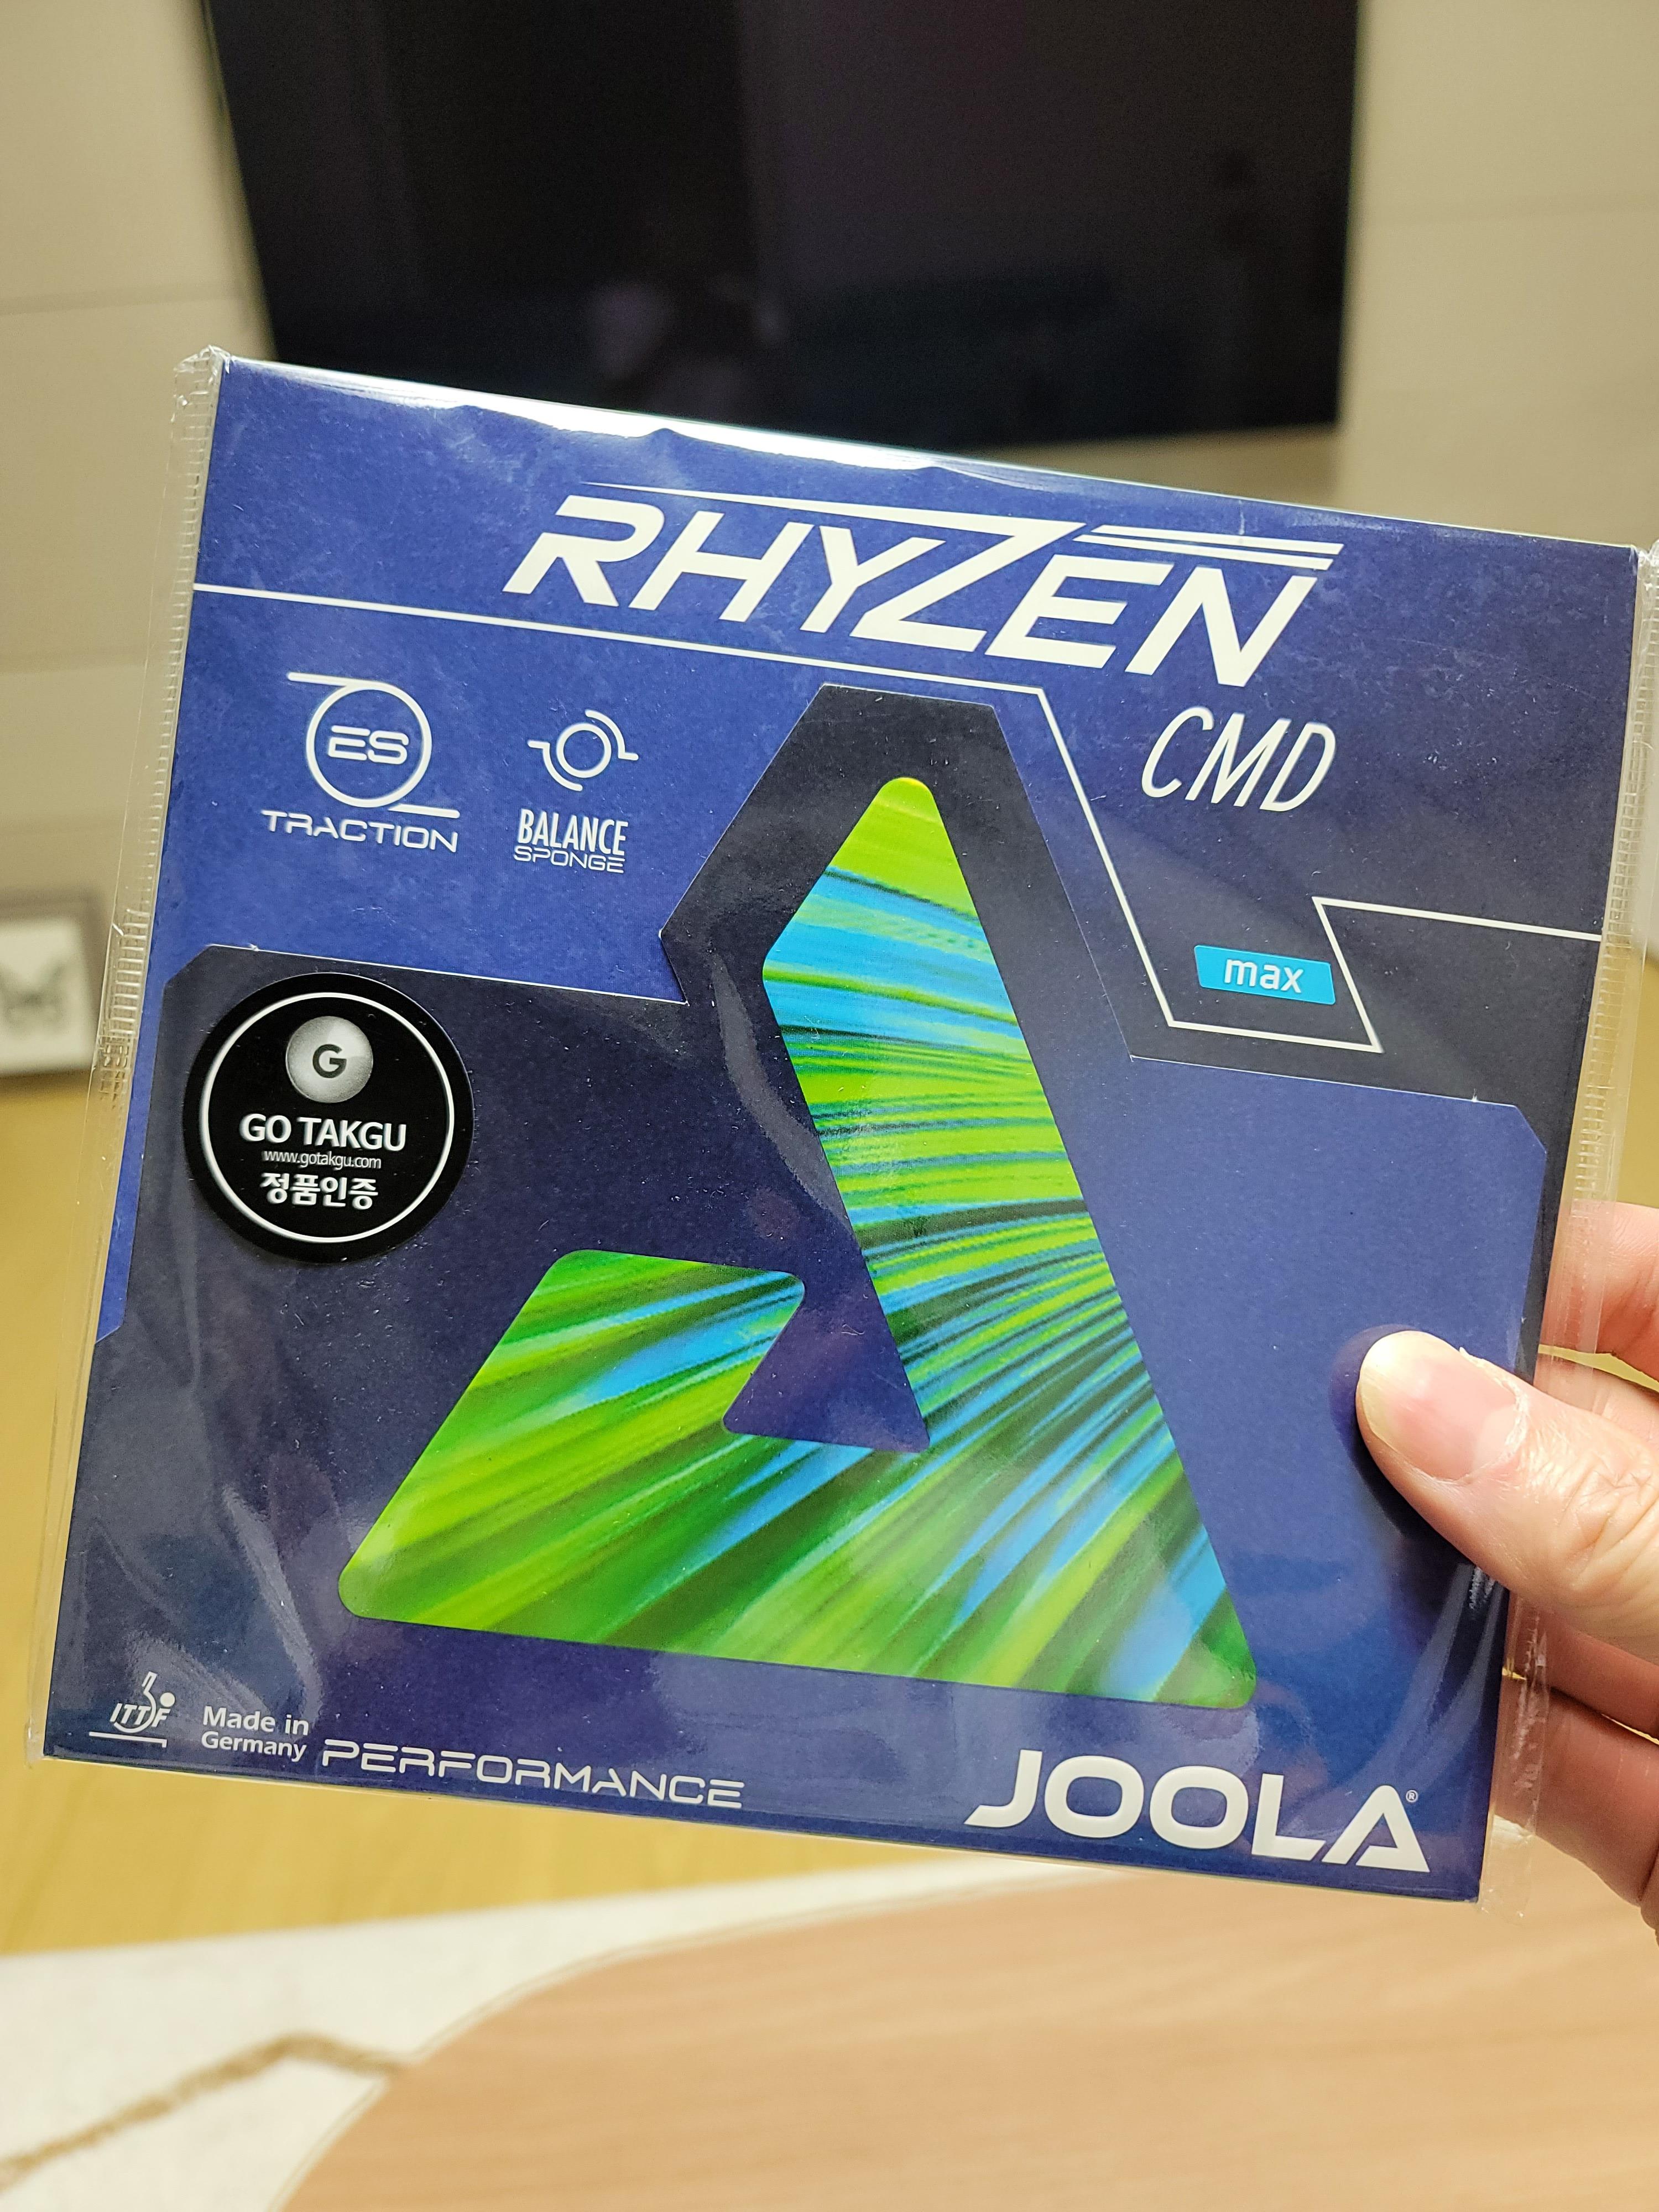 RHYZEN
CMD
ES
TRACTION
BALANCE
SPONGE
max
G
GO TAKGU
www.gotakgu.com
정품인증
ITTF
Made in
Germany
PERFORMANCE
JOOLA®